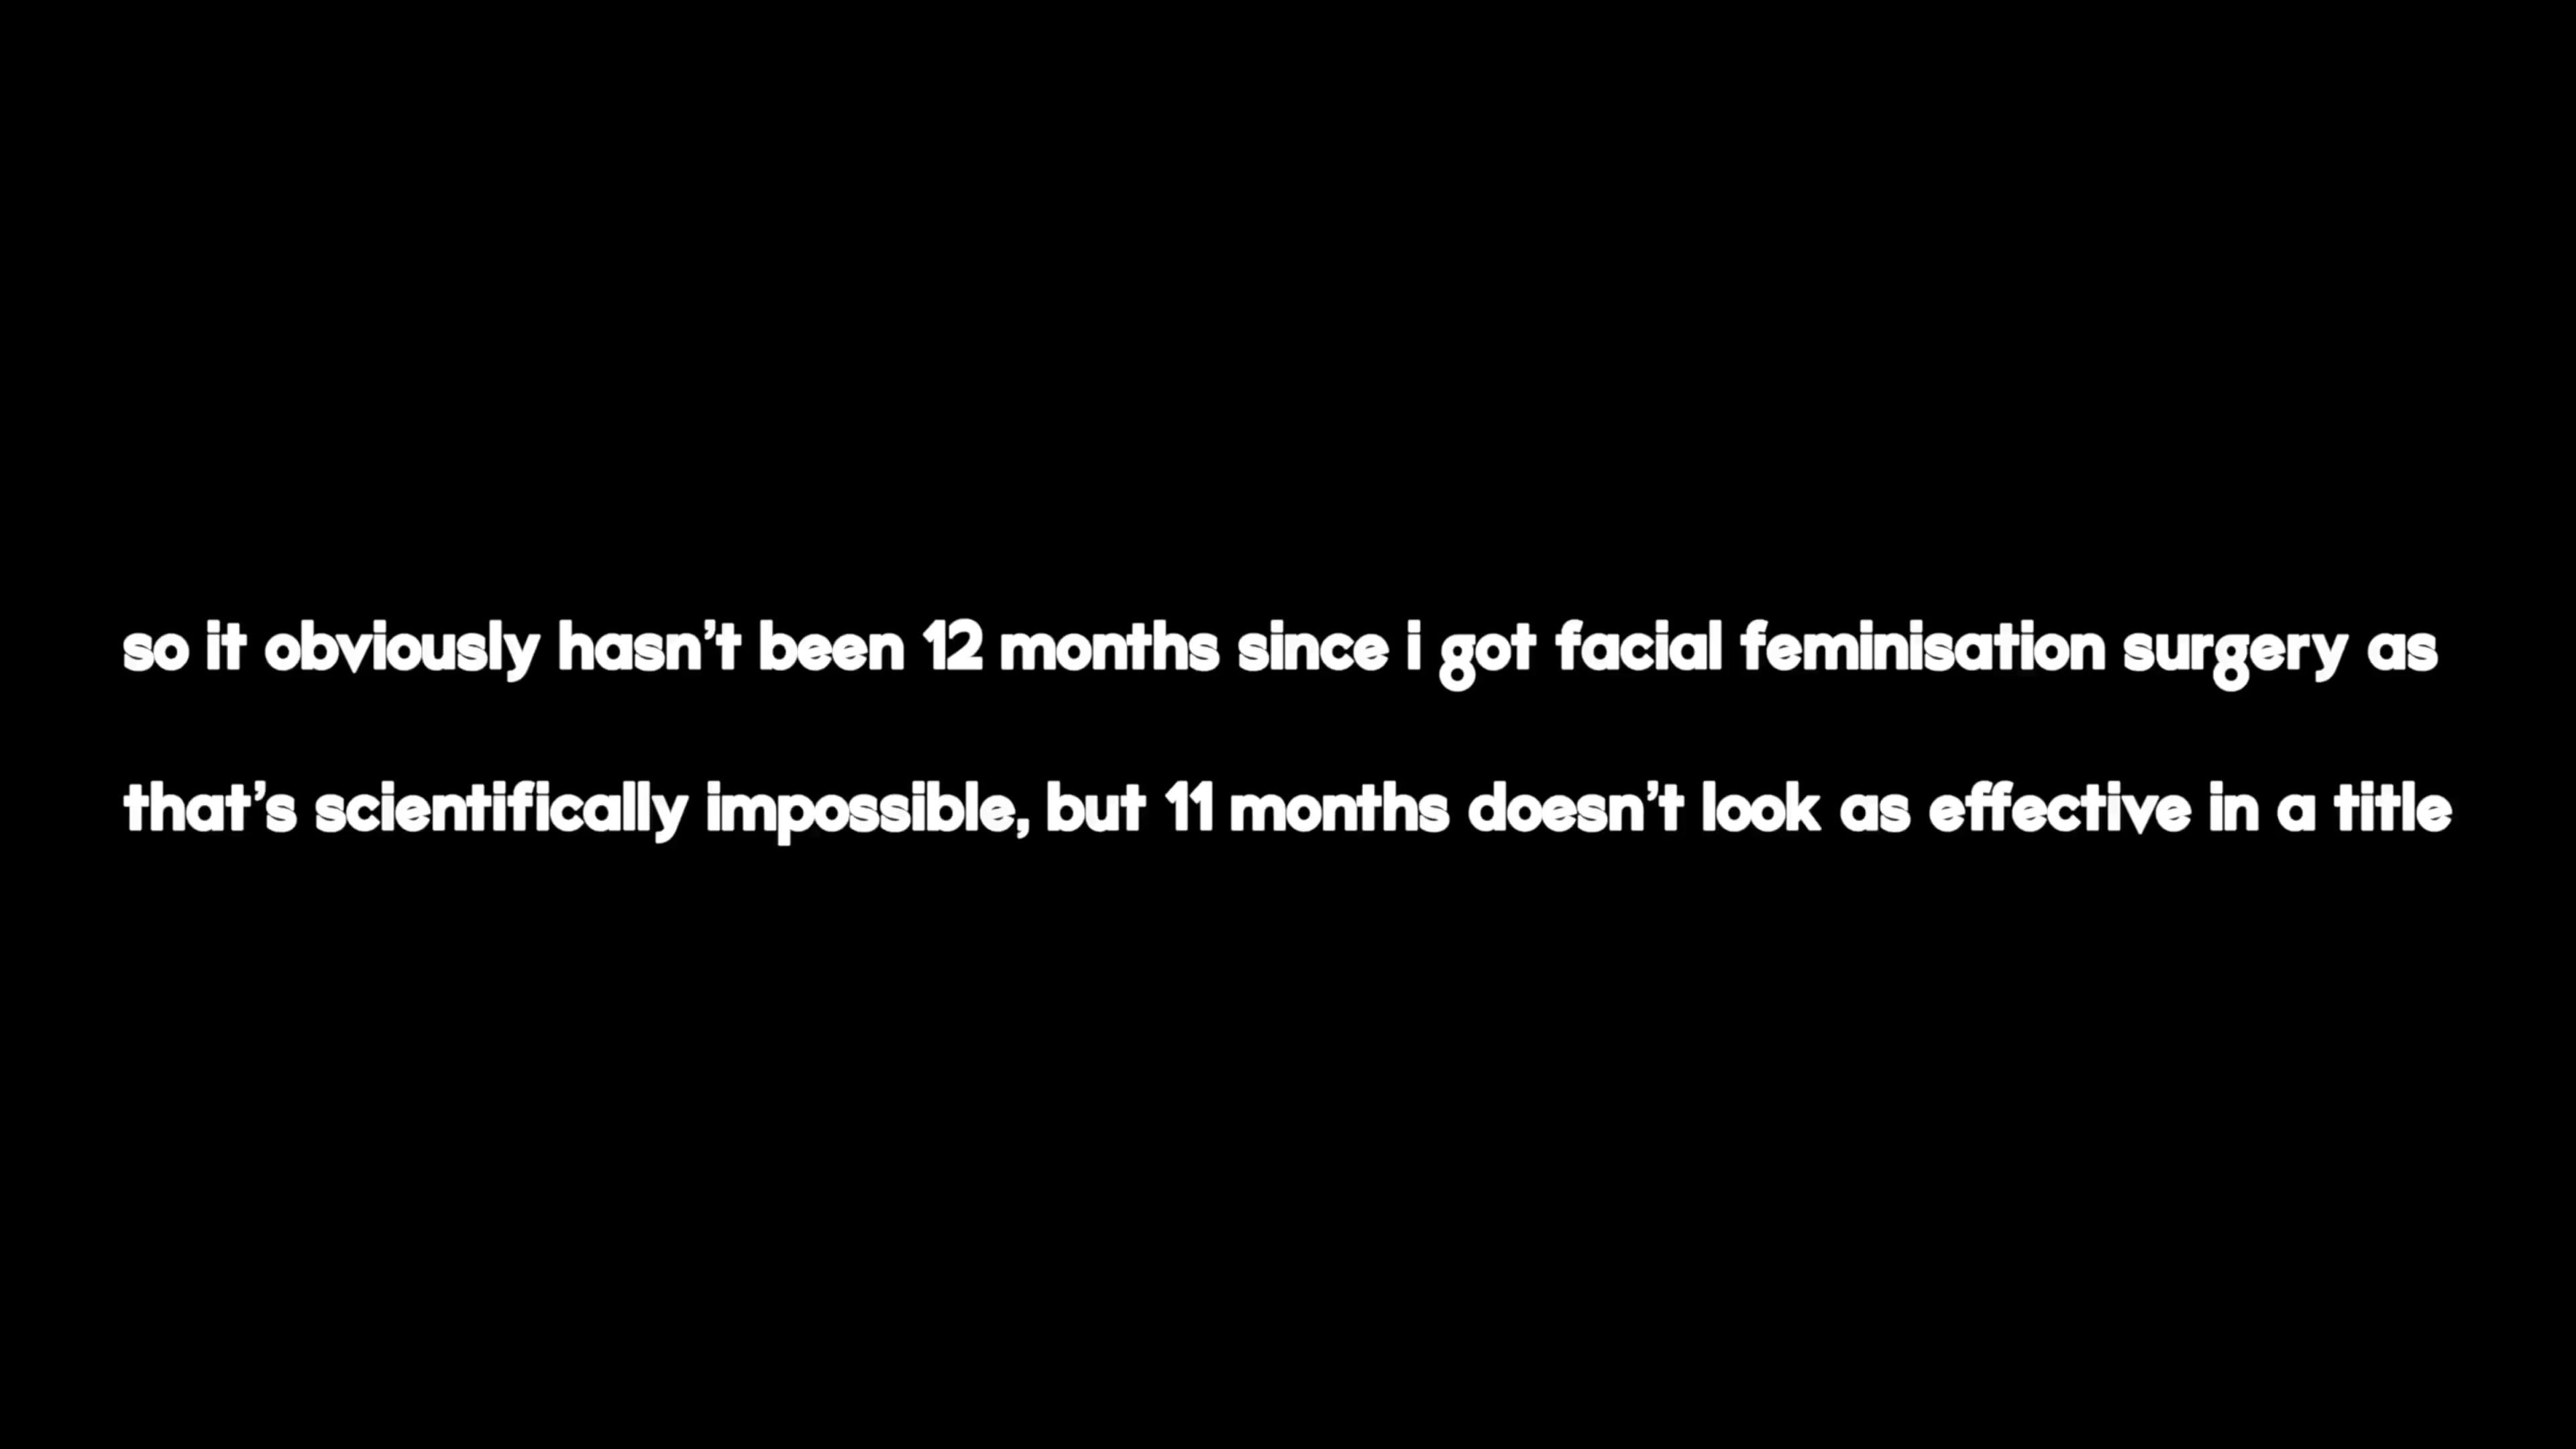 so it obviously hasn’t been 12 months since i got facial feminisation surgery as
that’s scientifically impossible, but 11 months doesn’t look as effective in a title